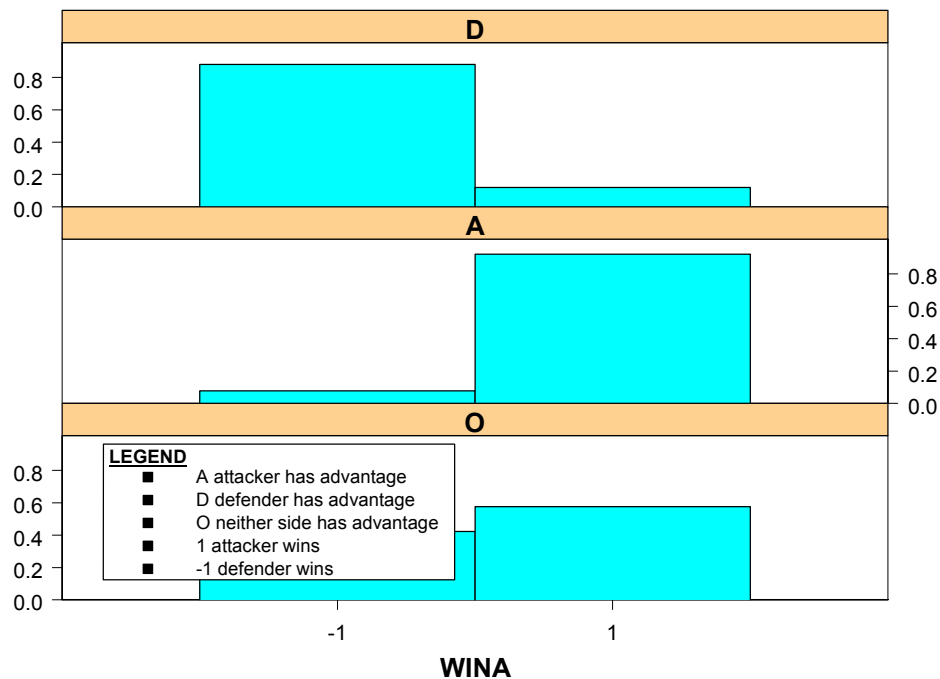 D
0.8
0.6
0.4
0.2
0.0
A
0.8
0.6
0.4
0.2
0.0
O
0.8
0.6
0.4
0.2
0.0
LEGEND
A attacker has advantage
D defender has advantage
O neither side has advantage
1 attacker wins
-1 defender wins
-1 1
WINA